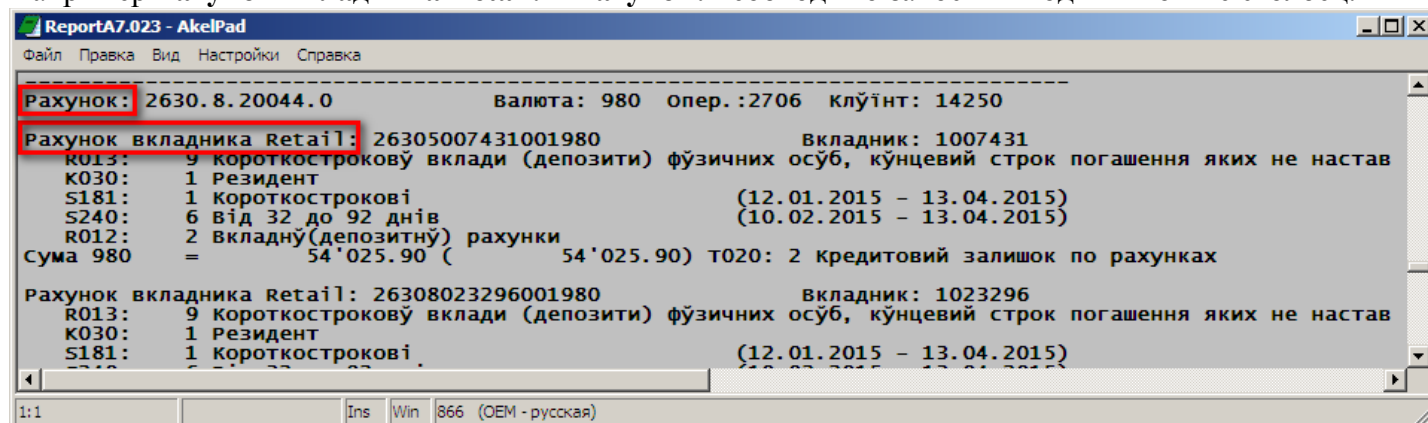 ReportA7.023 - AkelPad
Файл Правка Вид Настройки Справка
Рахунок: 2630.8.20044.0 Валюта: 980 Опер.:2706 Клўїнт: 14250
Рахунок вкладника Retail: 26305007431001980 Вкладник: 1007431
R013: 9 Короткостроковў вклади (депозити) фўзичних осўб, кўнцевий строк погашення яких не настав
K030: 1 Резидент
S181: 1 Короткострокові (12.01.2015 - 13.04.2015)
S240: 6 Від 32 до 92 днів (10.02.2015 - 13.04.2015)
R012: 2 Вкладнў(депозитнў) рахунки
Сума 980 = 54'025.90 ( 54'025.90) T020: 2 Кредитовий залишок по рахунках
Рахунок вкладника Retail: 26308023296001980 Вкладник: 1023296
R013: 9 Короткостроковў вклади (депозити) фўзичних осўб, кўнцевий строк погашення яких не настав
K030: 1 Резидент
S181: 1 Короткострокові (12.01.2015 - 13.04.2015)
1:1 Ins Win 866 (OEM - русская)